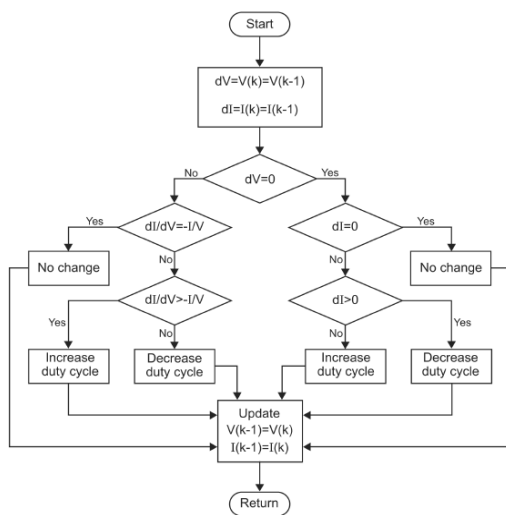 Start
dV=V(k)=V(k-1)
dI=I(k)=I(k-1)
No
dV=0
Yes
Yes
dI/dV=-I/V
dI=0
Yes
No change
No
No
No change
dI/dV>-I/V
dI>0
Yes
No
No
Yes
Increase
duty cycle
Decrease
duty cycle
Increase
duty cycle
Decrease
duty cycle
Update
V(k-1)=V(k)
I(k-1)=I(k)
Return